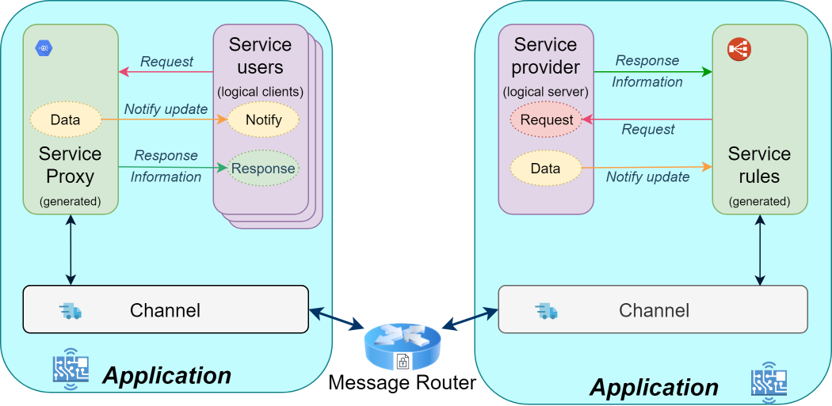 Service
users
(logical clients)
Request
Data
Notify update
Notify
Service
Proxy
(generated)
Response
Information
Response
Channel
Application
Message Router
Service
provider
(logical server)
Response
Information
Request
Request
Data
Notify update
Service
rules
(generated)
Channel
Application